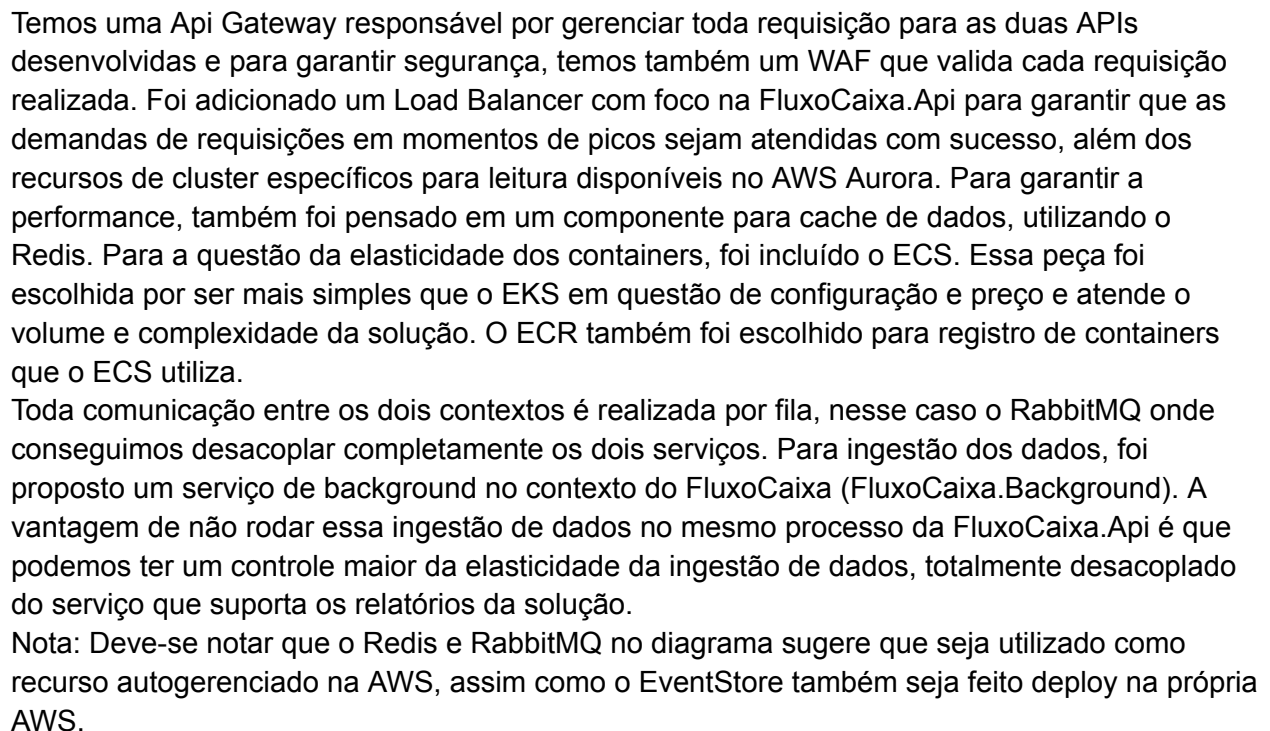 Temos uma Api Gateway responsável por gerenciar toda requisição para as duas APIs
desenvolvidas e para garantir segurança, temos também um WAF que valida cada requisição
realizada. Foi adicionado um Load Balancer com foco na FluxoCaixa.Api para garantir que as
demandas de requisições em momentos de picos sejam atendidas com sucesso, além dos
recursos de cluster específicos para leitura disponíveis no AWS Aurora. Para garantir a
performance, também foi pensado em um componente para cache de dados, utilizando o
Redis. Para a questão da elasticidade dos containers, foi incluído o ECS. Essa peça foi
escolhida por ser mais simples que o EKS em questão de configuração e preço e atende o
volume e complexidade da solução. O ECR também foi escolhido para registro de containers
que o ECS utiliza.
Toda comunicação entre os dois contextos é realizada por fila, nesse caso o RabbitMQ onde
conseguimos desacoplar completamente os dois serviços. Para ingestão dos dados, foi
proposto um serviço de background no contexto do FluxoCaixa (FluxoCaixa.Background). A
vantagem de não rodar essa ingestão de dados no mesmo processo da FluxoCaixa.Api é que
podemos ter um controle maior da elasticidade da ingestão de dados, totalmente desacoplado
do serviço que suporta os relatórios da solução.
Nota: Deve-se notar que o Redis e RabbitMQ no diagrama sugere que seja utilizado como
recurso autogerenciado na AWS, assim como o EventStore também seja feito deploy na própria
AWS.